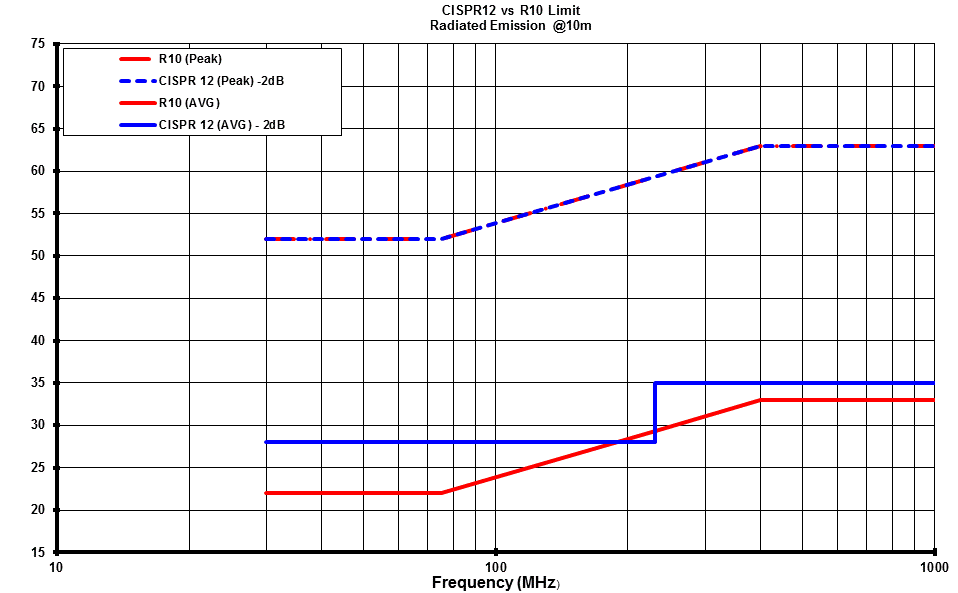 CISPR12 vs R10 Limit
Radiated Emission @10m
75
70
65
60
55
50
45
40
35
30
25
20
15
R10 (Peak)
CISPR 12 (Peak) -2dB
R10 (AVG)
CISPR 12 (AVG) - 2dB
10
100
1000
Frequency (MHz)